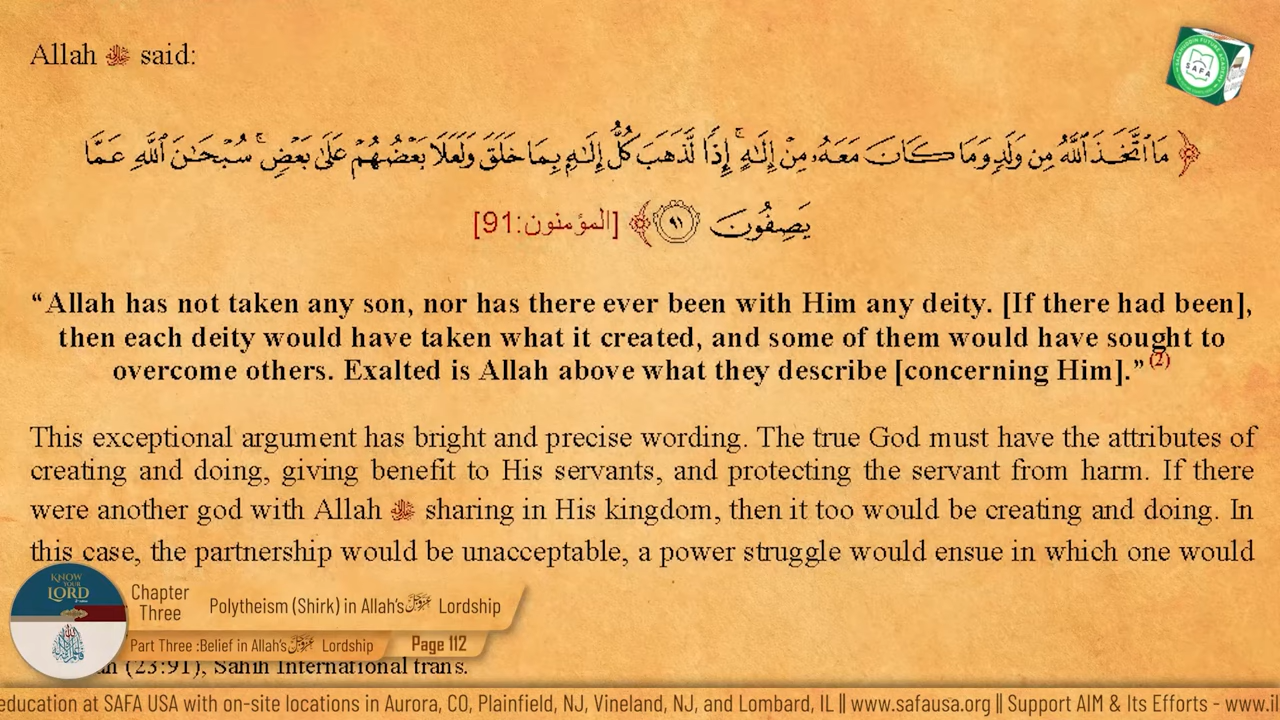 Allah ﷻ said:
SAFA
﴿ مَا ٱتَّخَذَ ٱللَّهُ مِن وَلَدٍ وَمَا كَانَ مَعَهُۥ مِنْ إِلَٰهٍ ۚ إِذًا لَّذَهَبَ كُلُّ إِلَٰهٍۭ بِمَا خَلَقَ وَلَعَلَا بَعْضُهُمْ عَلَىٰ بَعْضٍ ۚ سُبْحَٰنَ ٱللَّهِ عَمَّا
يَصِفُونَ ٩١ ﴾ [المؤمنون:91]
“Allah has not taken any son, nor has there ever been with Him any deity. [If there had been],
then each deity would have taken what it created, and some of them would have sought to
overcome others. Exalted is Allah above what they describe [concerning Him].” (2)
This exceptional argument has bright and precise wording. The true God must have the attributes of
creating and doing, giving benefit to His servants, and protecting the servant from harm. If there
were another god with Allah ﷻ sharing in His kingdom, then it too would be creating and doing. In
this case, the partnership would be unacceptable, a power struggle would ensue in which one would
KNOW
YOUR
LORD
Chapter
Three
Polytheism (Shirk) in Allah's Lordship
Part Three :Belief in Allah's Lordship
Page 112
(23:91), Sahih International trans.
education at SAFA USA with on-site locations in Aurora, CO, Plainfield, NJ, Vineland, NJ, and Lombard, IL || www.safausa.org || Support AIM & Its Efforts - www.il